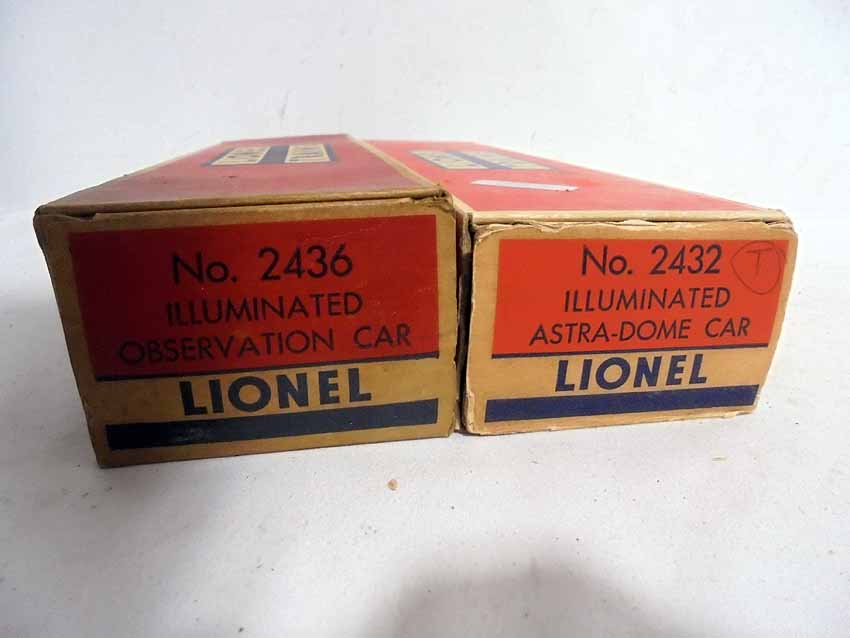 No. 2436
ILLUMINATED
OBSERVATION CAR
LIONEL
No. 2432
T
ILLUMINATED
ASTRA-DOME CAR
LIONEL